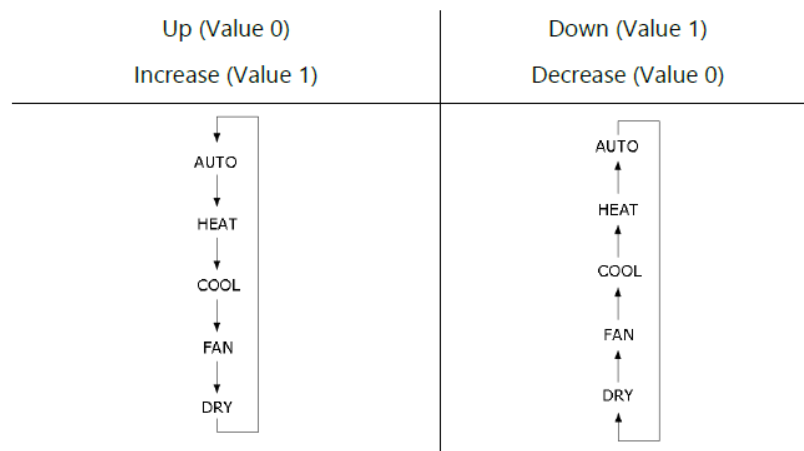 Up (Value 0)
Increase (Value 1)
Down (Value 1)
Decrease (Value 0)
AUTO
HEAT
COOL
FAN
DRY
AUTO
HEAT
COOL
FAN
DRY